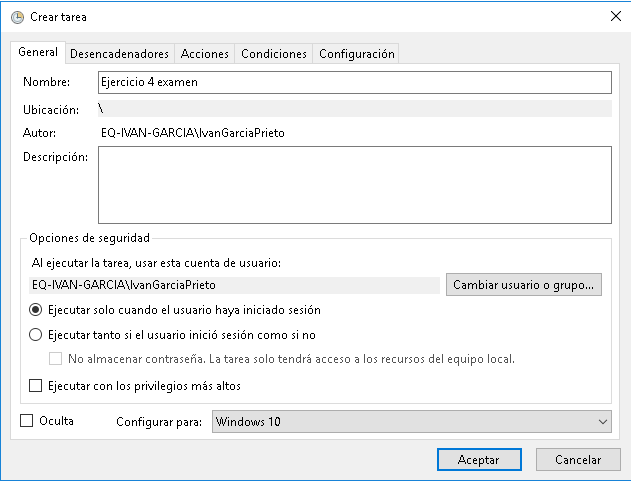 Crear tarea
General Desencadenadores Acciones Condiciones Configuración
Nombre: Ejercicio 4 examen
Ubicación: \
Autor: EQ-IVAN-GARCIA\IvanGarciaPrieto
Descripción:
Opciones de seguridad
Al ejecutar la tarea, usar esta cuenta de usuario:
EQ-IVAN-GARCIA\IvanGarciaPrieto Cambiar usuario o grupo...
Ejecutar solo cuando el usuario haya iniciado sesión
Ejecutar tanto si el usuario inició sesión como si no
No almacenar contraseña. La tarea solo tendrá acceso a los recursos del equipo local.
Ejecutar con los privilegios más altos
Oculta Configurar para: Windows 10
Aceptar Cancelar